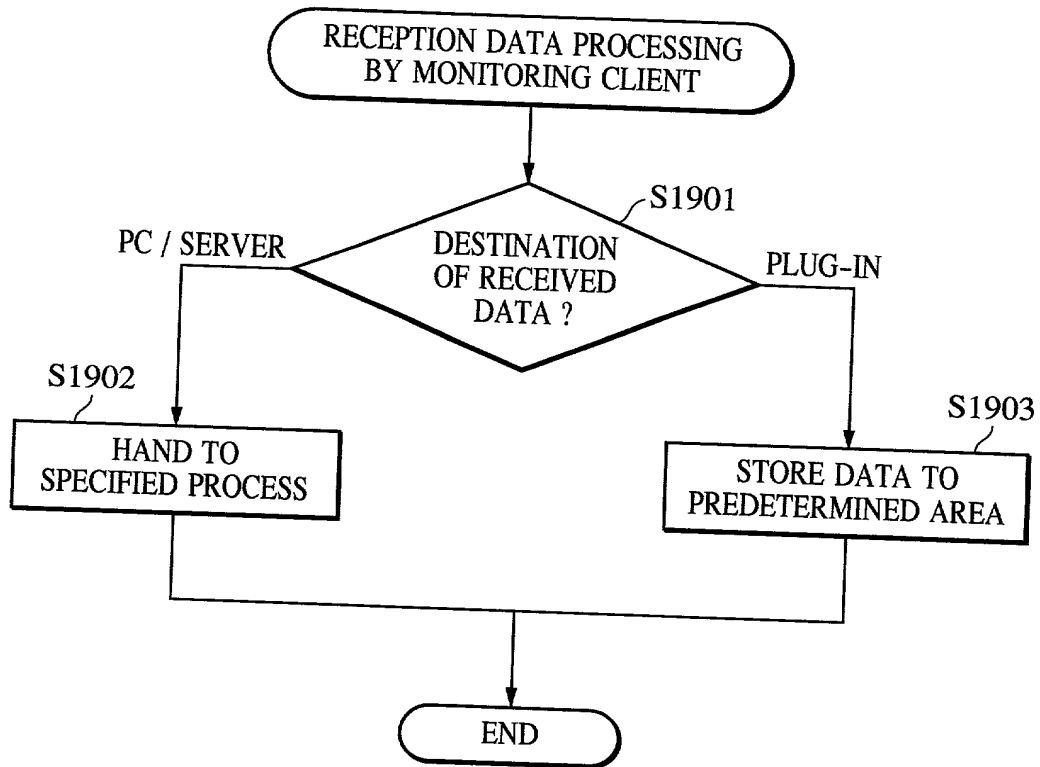 RECEPTION DATA PROCESSING
BY MONITORING CLIENT
S1901
PC / SERVER
DESTINATION
OF RECEIVED
DATA ?
PLUG-IN
S1902
HAND TO
SPECIFIED PROCESS
S1903
STORE DATA TO
PREDETERMINED AREA
END